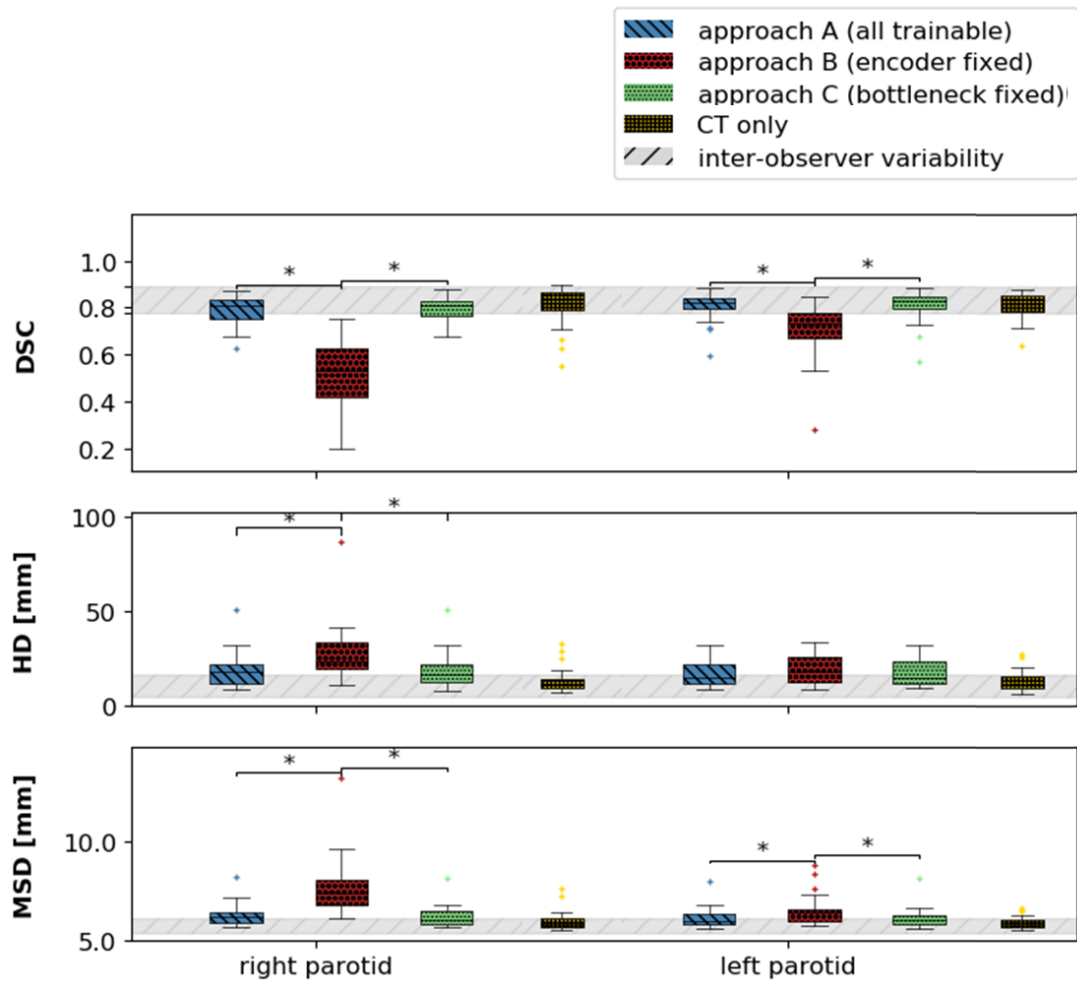 approach A (all trainable)
approach B (encoder fixed)
approach C (bottleneck fixed)
CT only
inter-observer variability
DSC
1.0
0.8
0.6
0.4
0.2
* * * *
HD [mm]
100
50
0
* *
MSD [mm]
10.0
5.0
* * * *
right parotid left parotid